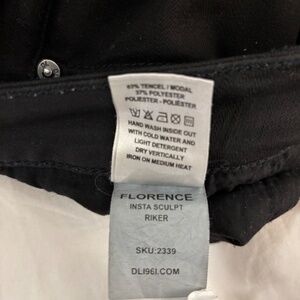 63% TENCEL / MODAL
37% POLYESTER
POLIESTER - POLIÉSTER
HAND WASH INSIDE OUT
WITH COLD WATER AND
LIGHT DETERGENT
DRY VERTICALLY
IRON ON MEDIUM HEAT
FLORENCE
INSTA SCULPT
RIKER
SKU:2339
DL1961.COM